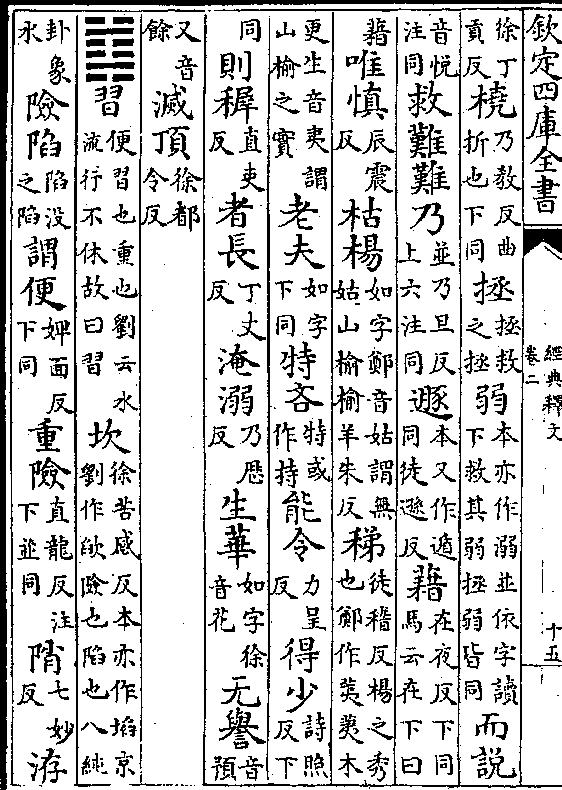 欽定四庫全書 經典釋文 卷二 十五
徐丁貢反橈乃教反曲折也下同拯拯救之拯弱本亦作溺並依字讀下救其弱拯弱皆同而說
音悅注同救難難乃並乃旦反上六注同遯本又作遁同徒遜反藉在夜反下同馬云在下曰
藉唯慎辰震反枯楊如字鄭音姑謂無姑山榆榆羊朱反稊徒稽反楊之秀也鄭作荑荑木
更生音夷謂山榆之實老夫如字下同特吝特或作持能令力呈反得少詩照反下
同則稺直吏反者長丁丈反淹溺乃歷反生華如字徐音花无譽音預
又音餘滅頂徐都令反
䷜習便習也重也劉云水流行不休故曰習坎徐苦感反本亦作埳京劉作欿險也陷也八純
卦象水險陷陷没之陷謂便婢面反下同重險直龍反注下並同陗七妙反洊